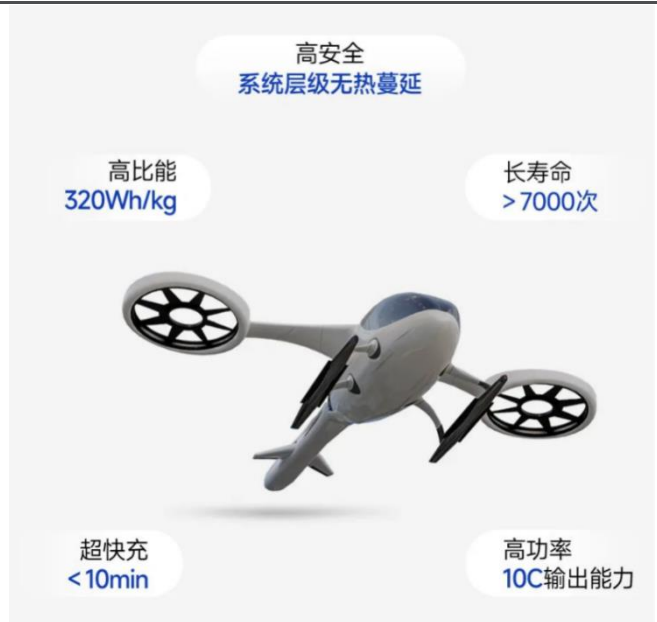 高安全
系统层级无热蔓延
高比能
320Wh/kg
长寿命
>7000次
超快充
<10min
高功率
10C输出能力